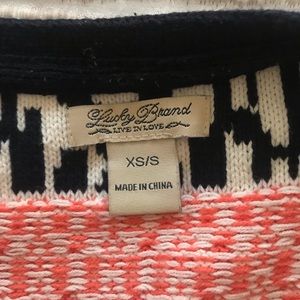 Lucky Brand
LIVE IN LOVE
XS/S
MADE IN CHINA